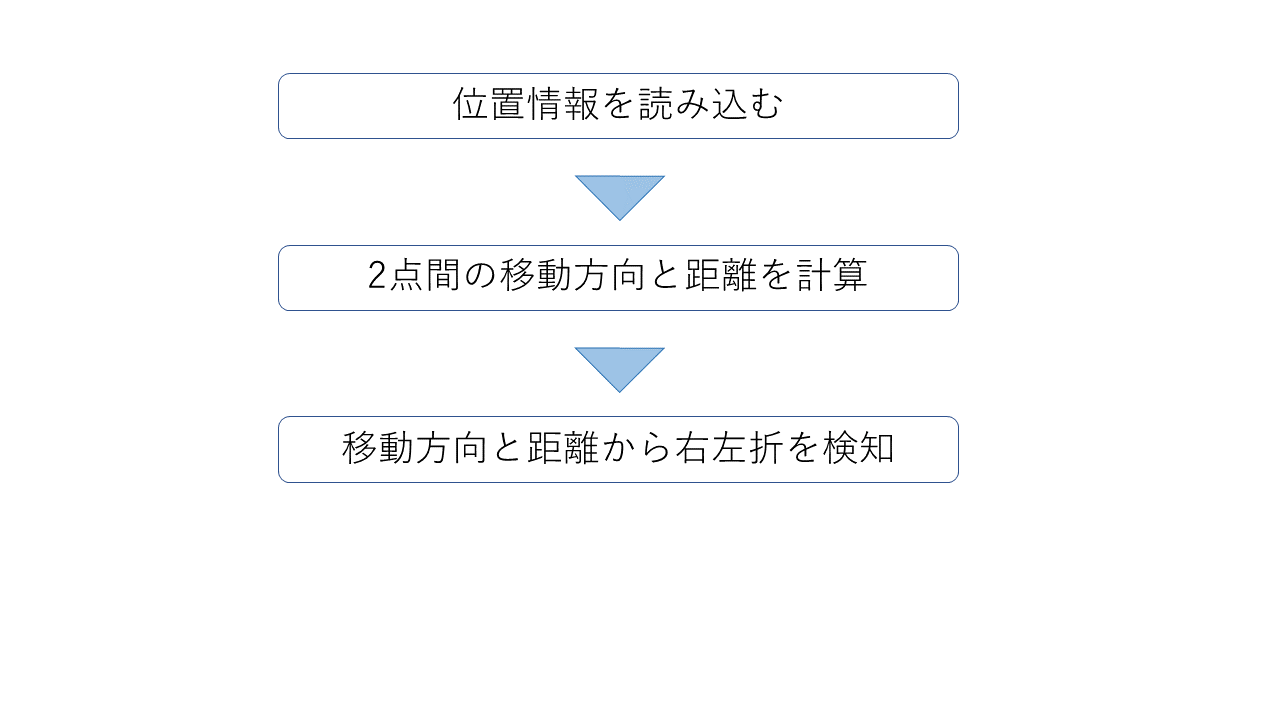 位置情報を読み込む
2点間の移動方向と距離を計算
移動方向と距離から右左折を検知